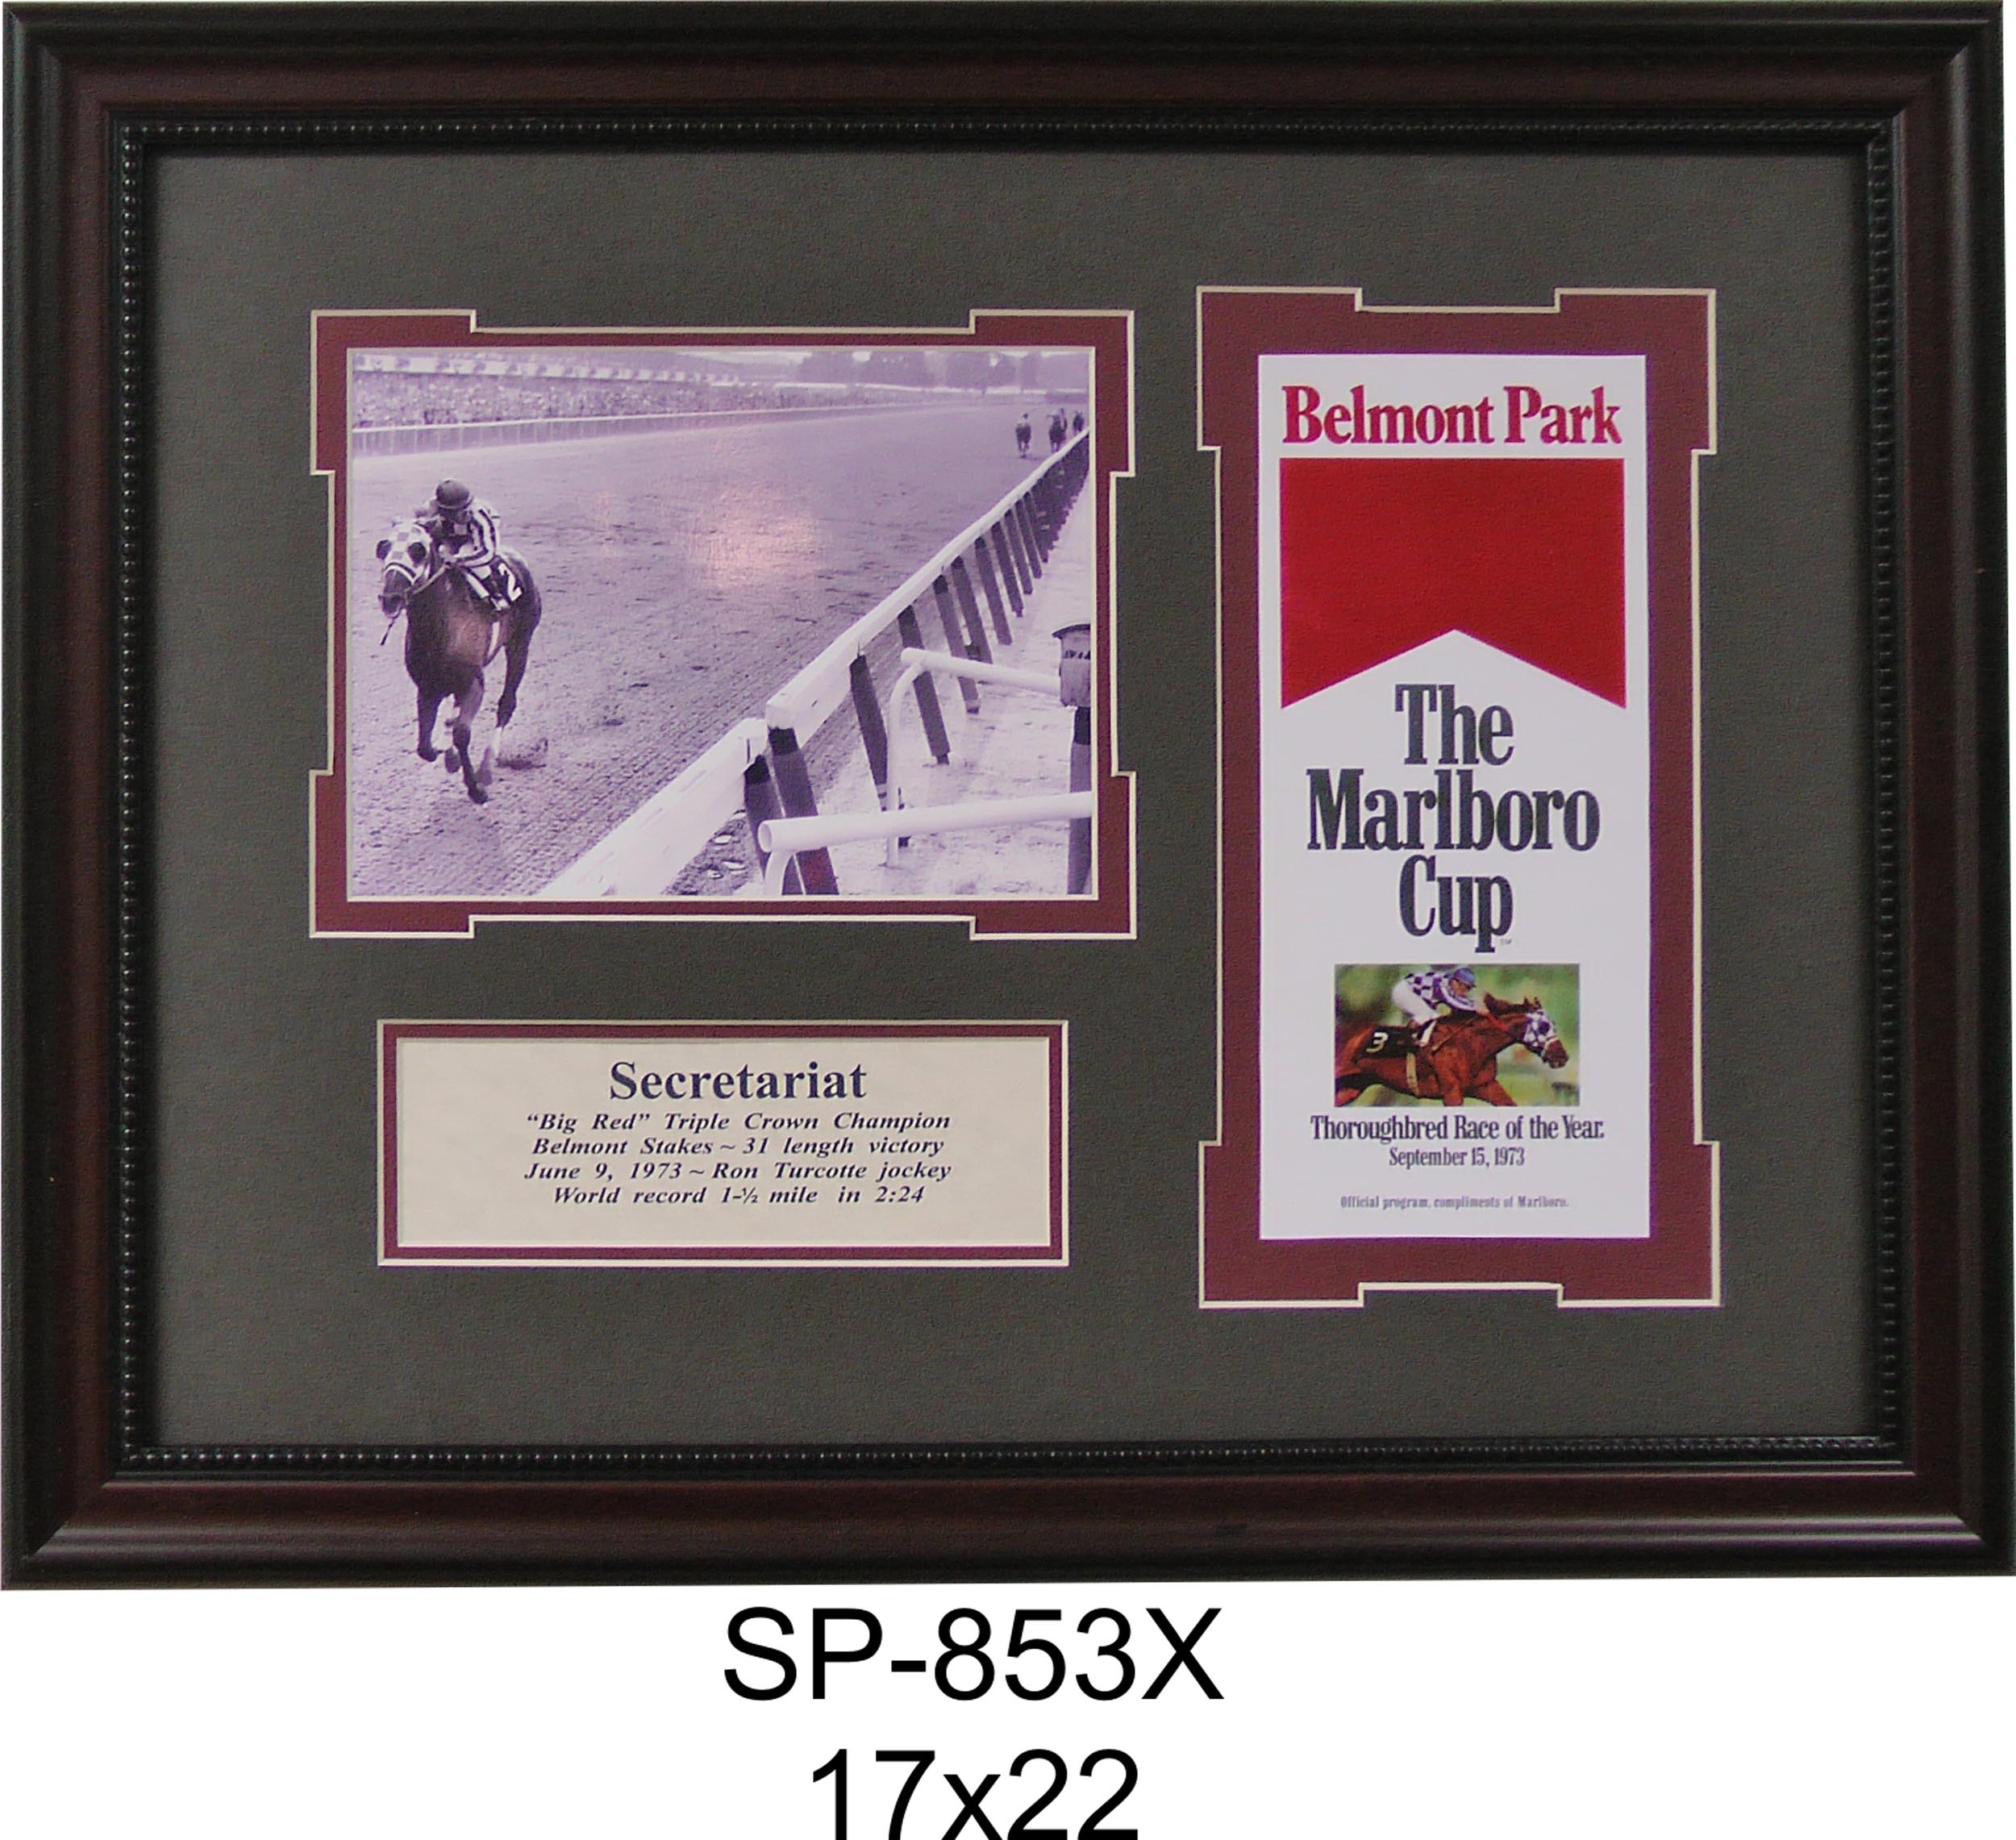 2
Secretariat
“Big Red” Triple Crown Champion
Belmont Stakes ~ 31 length victory
June 9, 1973 ~ Ron Turcotte jockey
World record 1-½ mile in 2:24
Belmont Park
The
Marlboro
Cup
3
Thoroughbred Race of the Year.
September 15, 1973
Official program, compliments of Marlboro.
SP-853X
17x22